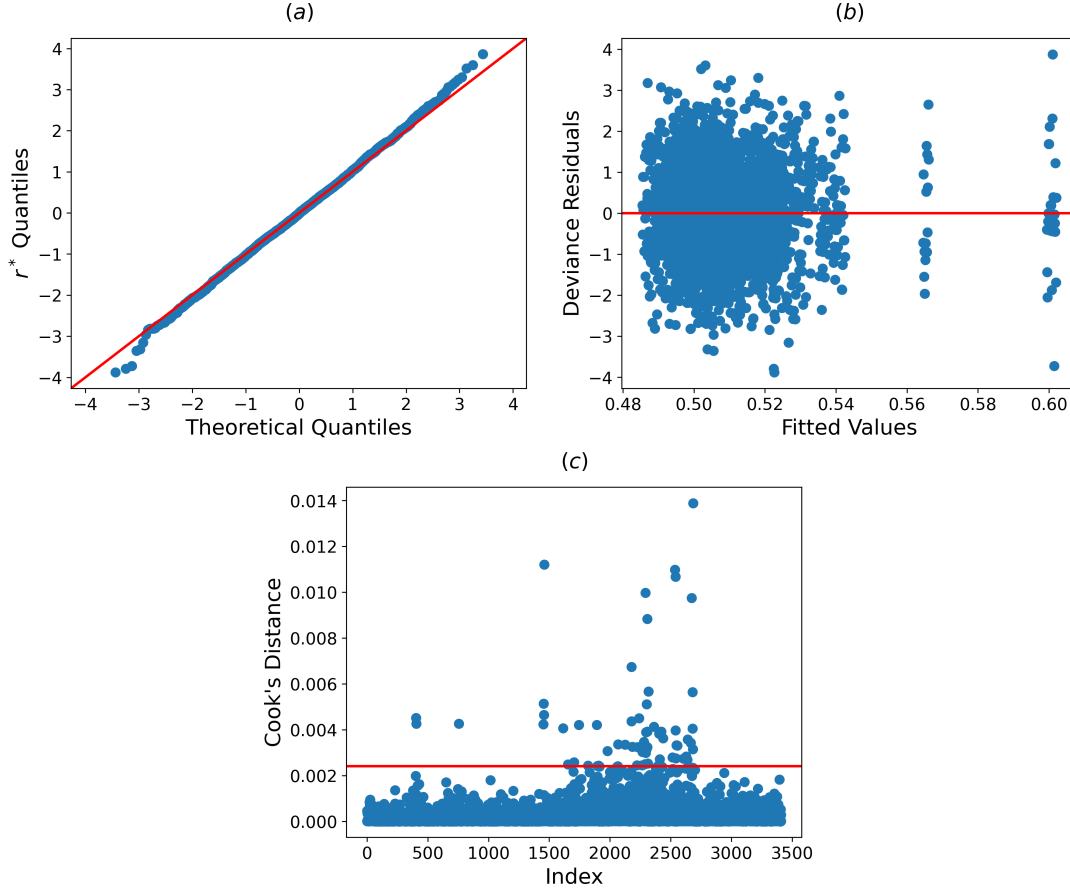 (a)
4
3
2
1
0
−1
−2
−3
−4
r* Quantiles
−4 −3 −2 −1 0 1 2 3 4
Theoretical Quantiles
(b)
4
3
2
1
0
−1
−2
−3
−4
Deviance Residuals
0.48 0.50 0.52 0.54 0.56 0.58 0.60
Fitted Values
(c)
0.014
0.012
0.010
0.008
0.006
0.004
0.002
0.000
Cook's Distance
0 500 1000 1500 2000 2500 3000 3500
Index